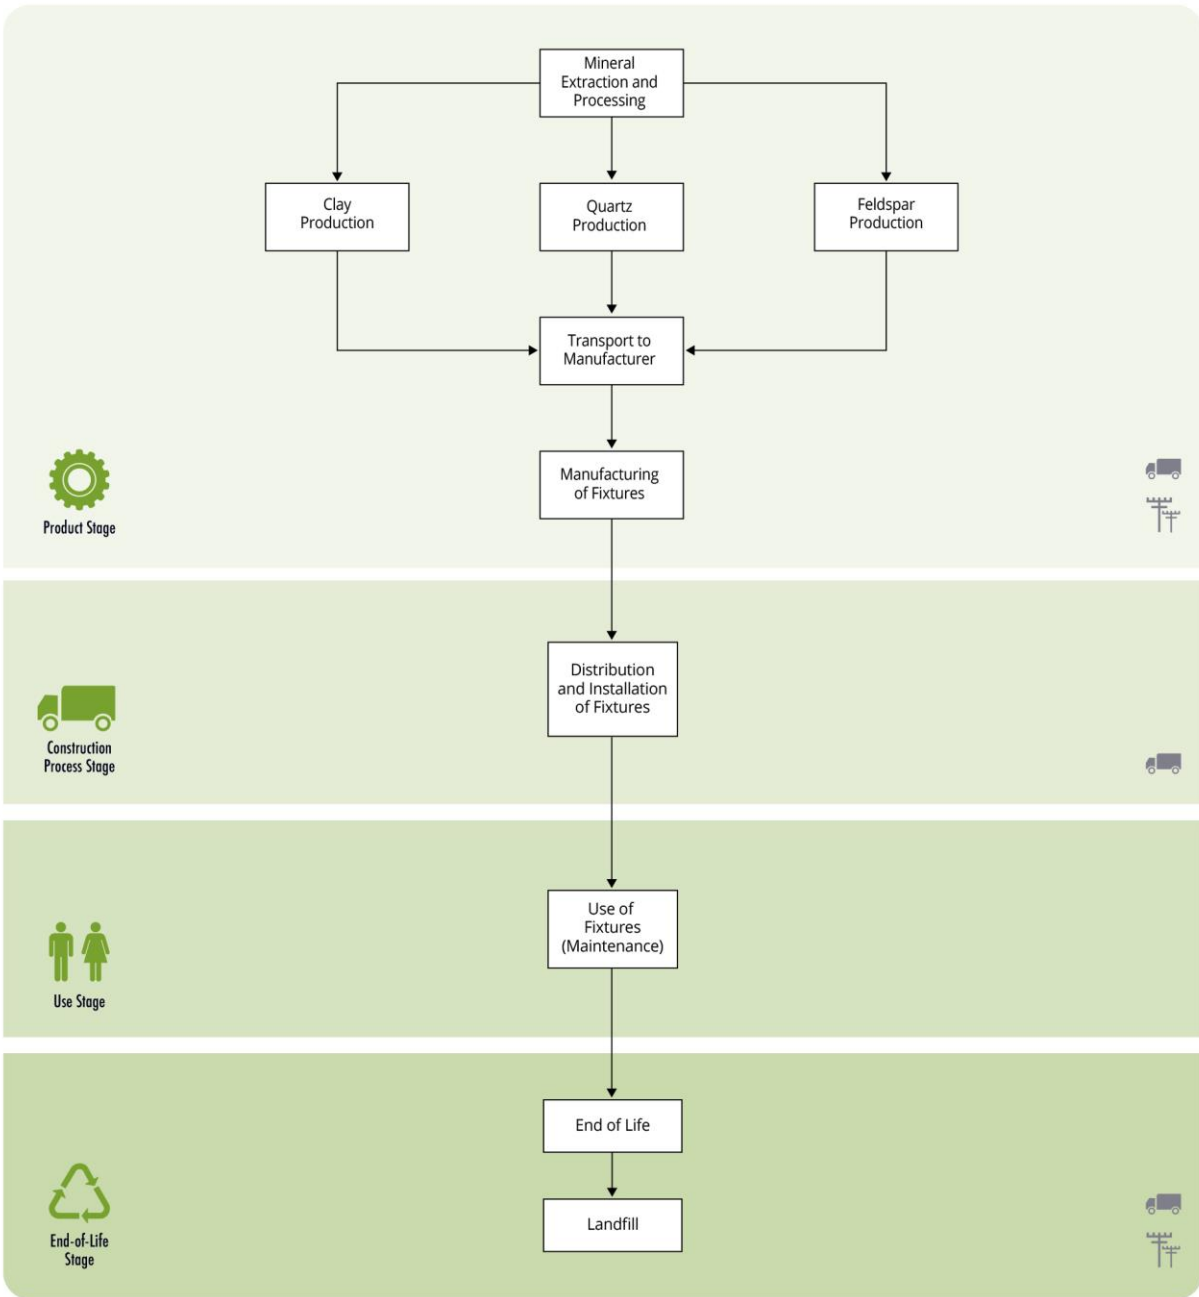 Mineral
Extraction and
Processing
Clay
Production
Quartz
Production
Feldspar
Production
Transport to
Manufacturer
Manufacturing
of Fixtures
Product Stage
Distribution
and Installation
of Fixtures
Construction
Process Stage
Use of
Fixtures
(Maintenance)
Use Stage
End of Life
Landfill
End-of-Life
Stage